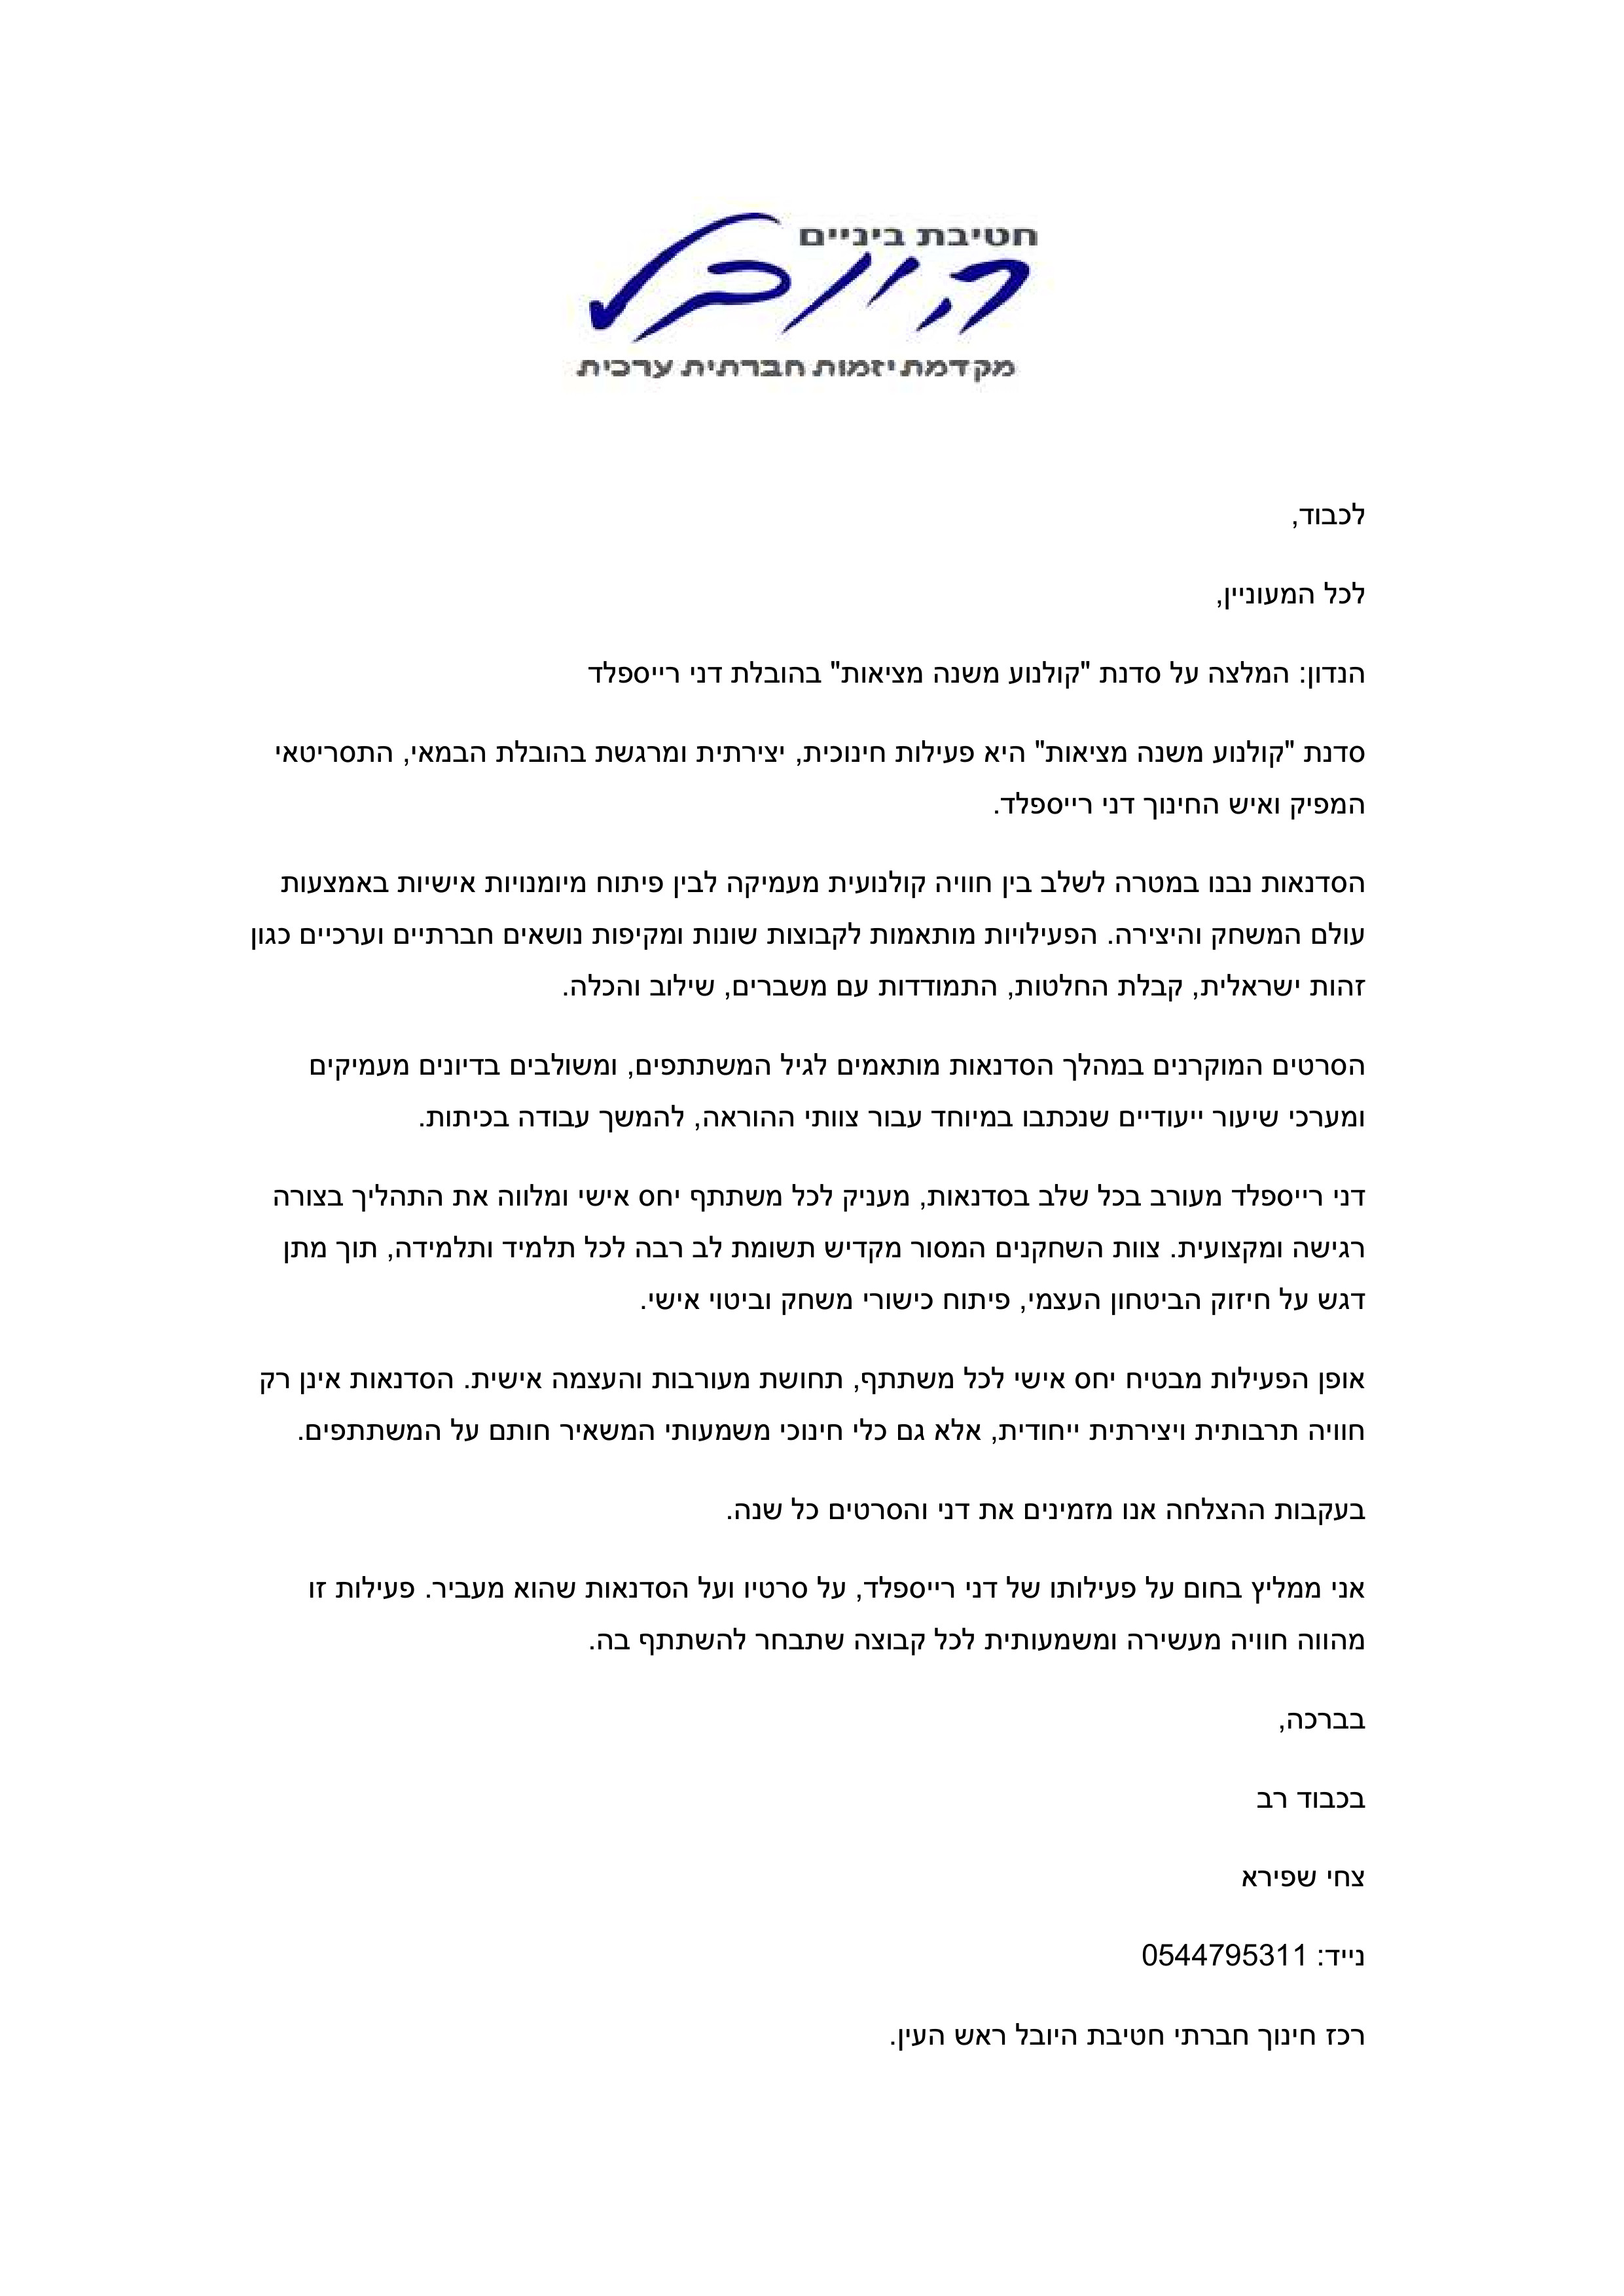 חטיבת ביניים
היובל
מקדמת יזמות חברתית ערכית
לכבוד,
לכל המעוניין,
הנדון: המלצה על סדנת "קולנוע משנה מציאות" בהובלת דני רייספלד
סדנת "קולנוע משנה מציאות" היא פעילות חינוכית, יצירתית ומרגשת בהובלת הבמאי, התסריטאי
המפיק ואיש החינוך דני רייספלד.
הסדנאות נבנו במטרה לשלב בין חוויה קולנועית מעמיקה לבין פיתוח מיומנויות אישיות באמצעות
עולם המשחק והיצירה. הפעילויות מותאמות לקבוצות שונות ומקיפות נושאים חברתיים וערכיים כגון
זהות ישראלית, קבלת החלטות, התמודדות עם משברים, שילוב והכלה.
הסרטים המוקרנים במהלך הסדנאות מותאמים לגיל המשתתפים, ומשולבים בדיונים מעמיקים
ומערכי שיעור ייעודיים שנכתבו במיוחד עבור צוותי ההוראה, להמשך עבודה בכיתות.
דני רייספלד מעורב בכל שלב בסדנאות, מעניק לכל משתתף יחס אישי ומלווה את התהליך בצורה
רגישה ומקצועית. צוות השחקנים המסור מקדיש תשומת לב רבה לכל תלמיד ותלמידה, תוך מתן
דגש על חיזוק הביטחון העצמי, פיתוח כישורי משחק וביטוי אישי.
אופן הפעילות מבטיח יחס אישי לכל משתתף, תחושת מעורבות והעצמה אישית. הסדנאות אינן רק
חוויה תרבותית ויצירתית ייחודית, אלא גם כלי חינוכי משמעותי המשאיר חותם על המשתתפים.
בעקבות ההצלחה אנו מזמינים את דני והסרטים כל שנה.
אני ממליץ בחום על פעילותו של דני רייספלד, על סרטיו ועל הסדנאות שהוא מעביר. פעילות זו
מהווה חוויה מעשירה ומשמעותית לכל קבוצה שתבחר להשתתף בה.
בברכה,
בכבוד רב
צחי שפירא
נייד: 0544795311
רכז חינוך חברתי חטיבת היובל ראש העין.